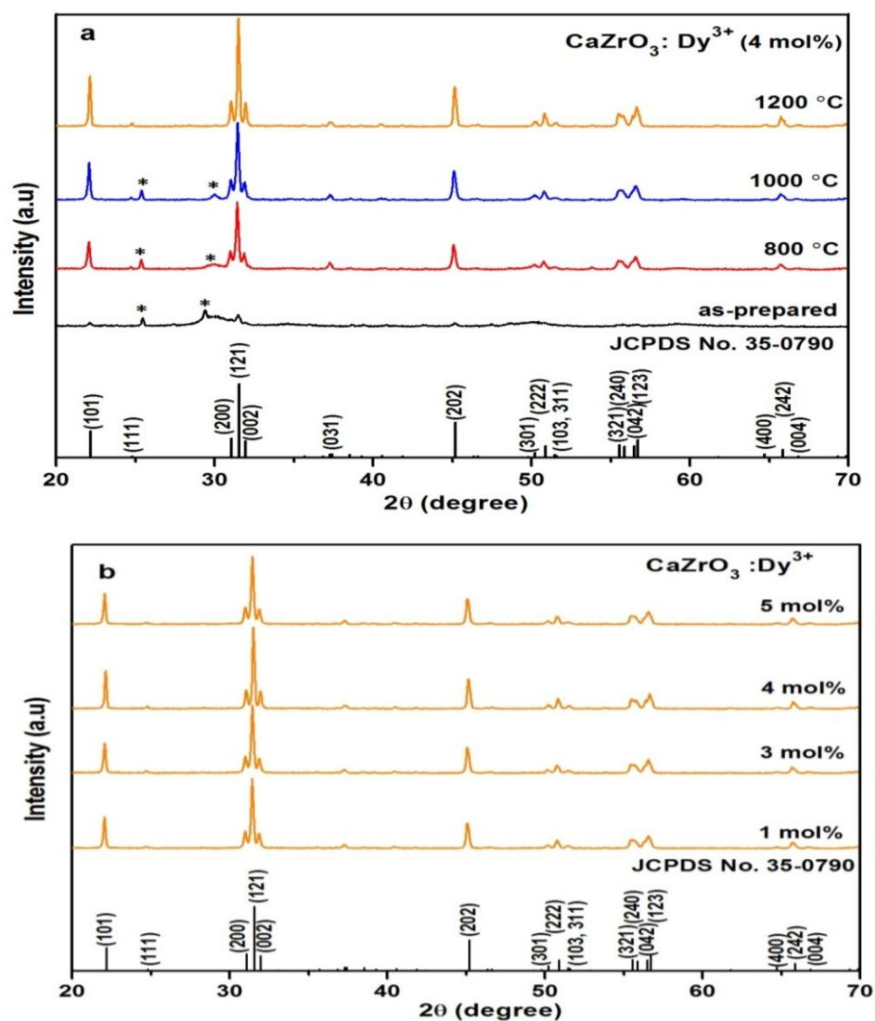 a
CaZrO₃: Dy³⁺ (4 mol%)
1200 °C
1000 °C
* *
800 °C
* *
as-prepared
* *
JCPDS No. 35-0790
(101)
(111)
(200)
(121)
(002)
(031)
(202)
(301)
(222)
(103, 311)
(321)
(240)
(042)
(123)
(400)
(242)
(004)
20 30 40 50 60 70
2θ (degree)
Intensity (a.u)
b
CaZrO₃ :Dy³⁺
5 mol%
4 mol%
3 mol%
1 mol%
JCPDS No. 35-0790
(101)
(111)
(200)
(121)
(002)
(202)
(301)
(222)
(103, 311)
(321)
(240)
(042)
(123)
(400)
(242)
(004)
20 30 40 50 60 70
2θ (degree)
Intensity (a.u)